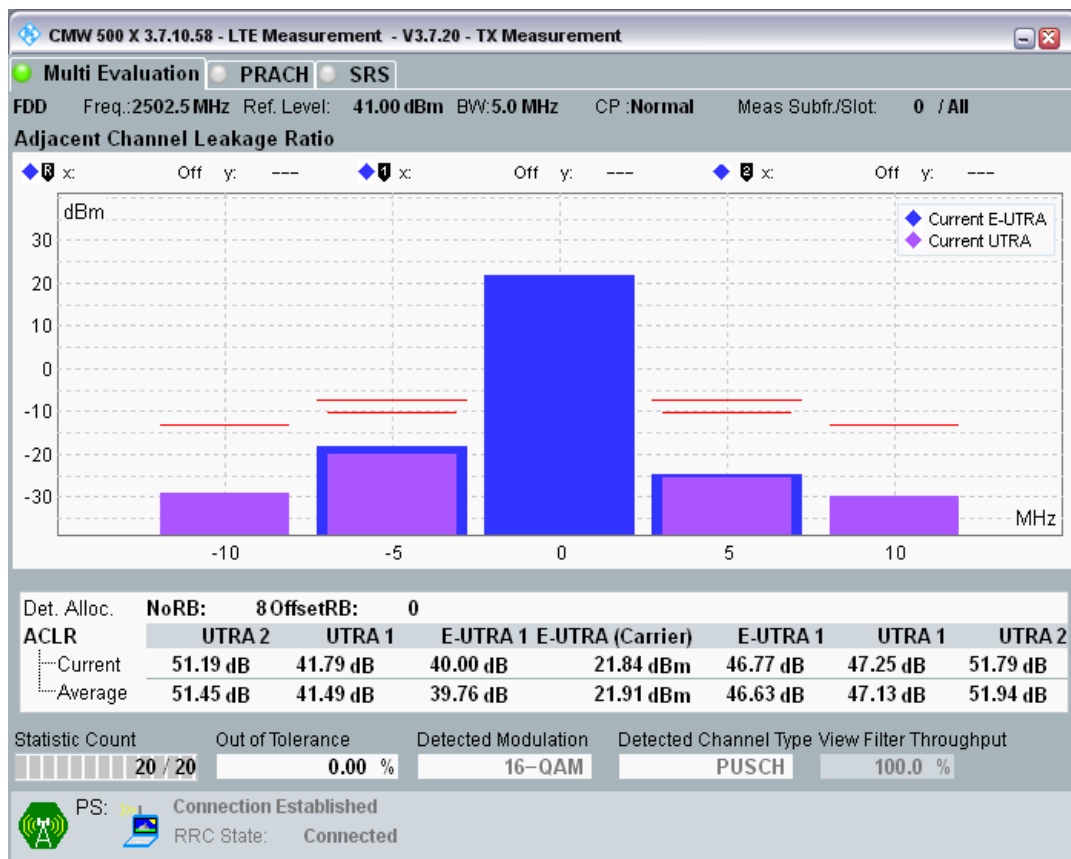 CMW 500 X 3.7.10.58 - LTE Measurement - V3.7.20 - TX Measurement
Multi Evaluation PRACH SRS
FDD Freq.:2502.5 MHz Ref. Level: 41.00 dBm BW:5.0 MHz CP :Normal Meas Subfr./Slot: 0 / All
Adjacent Channel Leakage Ratio
R x: Off y: --- 1 x: Off y: --- 2 x: Off y: ---
dBm
Current E-UTRA
Current UTRA
30
20
10
0
-10
-20
-30
MHz
-10 -5 0 5 10
Det. Alloc. NoRB: 8 OffsetRB: 0
ACLR UTRA 2 UTRA 1 E-UTRA 1 E-UTRA (Carrier) E-UTRA 1 UTRA 1 UTRA 2
Current 51.19 dB 41.79 dB 40.00 dB 21.84 dBm 46.77 dB 47.25 dB 51.79 dB
Average 51.45 dB 41.49 dB 39.76 dB 21.91 dBm 46.63 dB 47.13 dB 51.94 dB
Statistic Count Out of Tolerance Detected Modulation Detected Channel Type View Filter Throughput
20 / 20 0.00 % 16-QAM PUSCH 100.0 %
PS: Connection Established
RRC State: Connected